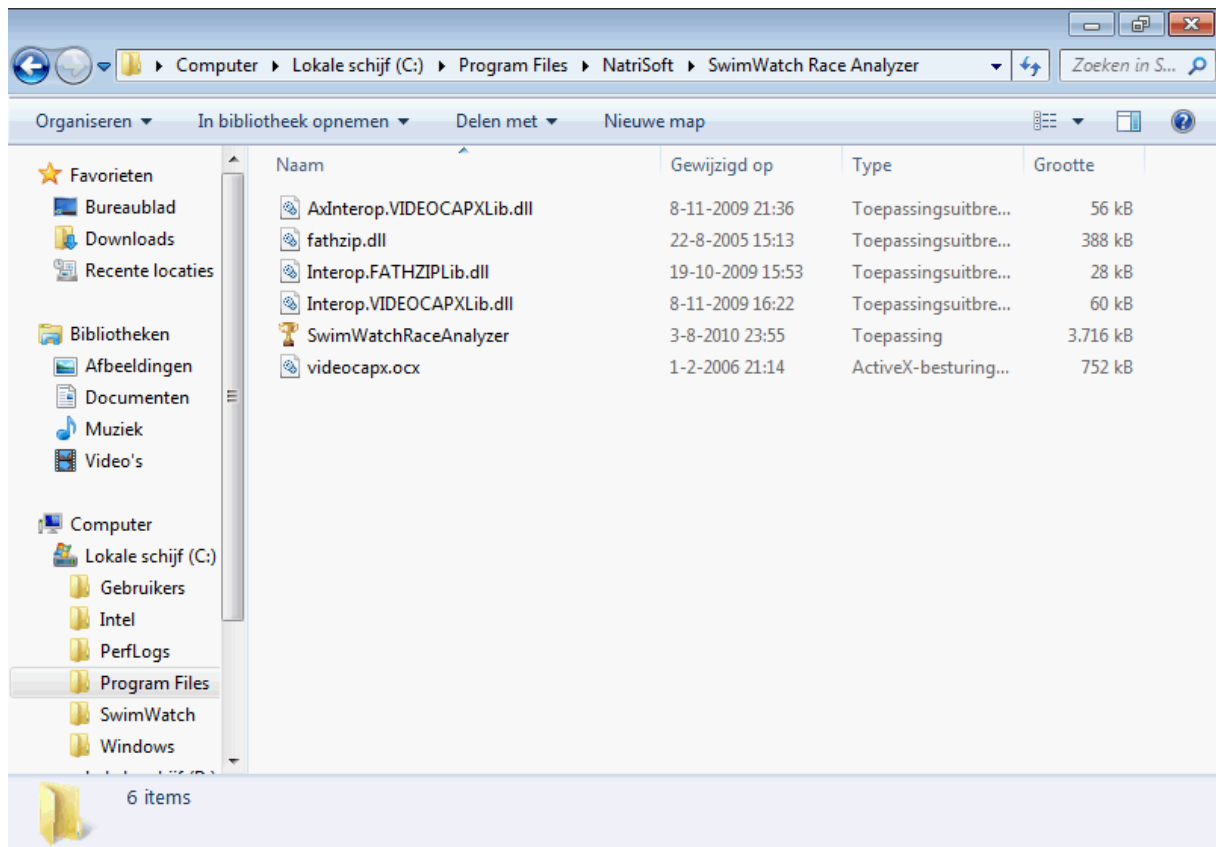 Computer Lokale schijf (C:) Program Files NatriSoft SwimWatch Race Analyzer Zoeken in S...
Organiseren In bibliotheek opnemen Delen met Nieuwe map
Favorieten
Bureaublad
Downloads
Recente locaties
Bibliotheken
Afbeeldingen
Documenten
Muziek
Video's
Computer
Lokale schijf (C:)
Gebruikers
Intel
PerfLogs
Program Files
SwimWatch
Windows
Naam Gewijzigd op Type Grootte
AxInterop.VIDEOCAPXLib.dll 8-11-2009 21:36 Toepassingsuitbre... 56 kB
fathzip.dll 22-8-2005 15:13 Toepassingsuitbre... 388 kB
Interop.FATHZIPLib.dll 19-10-2009 15:53 Toepassingsuitbre... 28 kB
Interop.VIDEOCAPXLib.dll 8-11-2009 16:22 Toepassingsuitbre... 60 kB
SwimWatchRaceAnalyzer 3-8-2010 23:55 Toepassing 3.716 kB
videocapx.ocx 1-2-2006 21:14 ActiveX-besturing... 752 kB
6 items